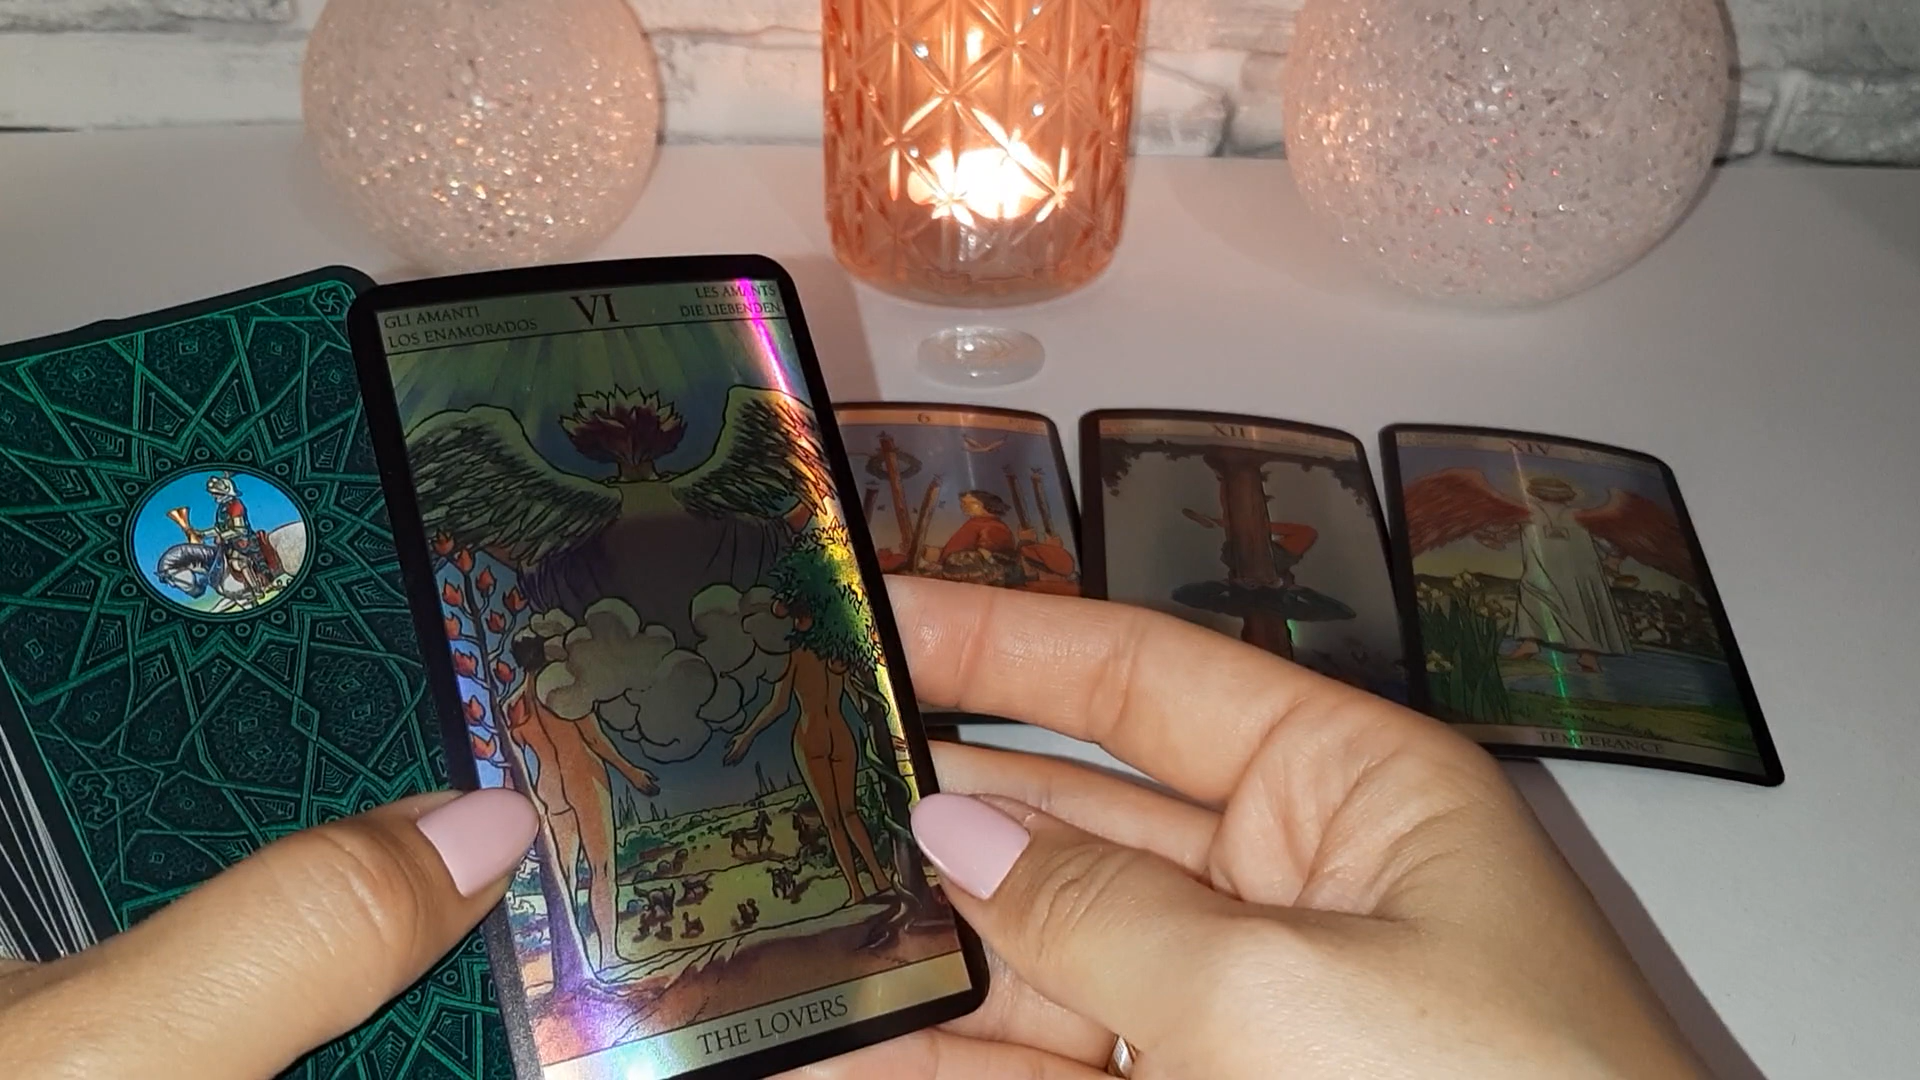 GLI AMANTI
LOS ENAMORADOS
VI
LES AMANTS
DIE LIEBENDEN
THE LOVERS
6
XII
XIV
TEMPERANCE